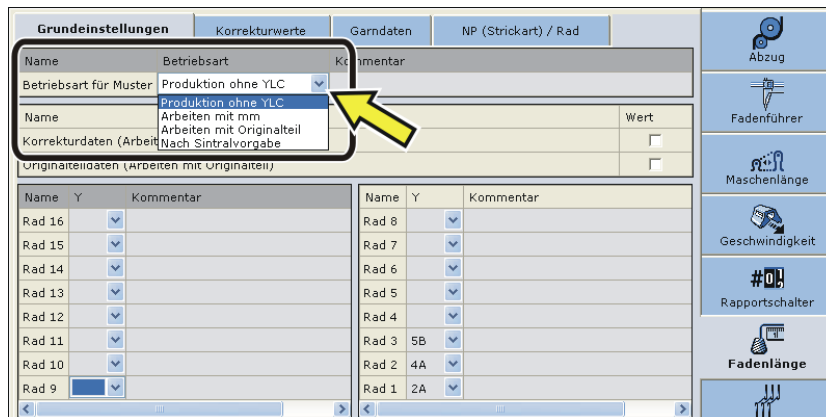 Grundeinstellungen Korrekturwerte Garndaten NP (Strickart) / Rad
Name Betriebsart Kommentar
Betriebsart für Muster Produktion ohne YLC
Produktion ohne YLC
Arbeiten mit mm
Arbeiten mit Originalteil
Nach Sintralvorgabe
Name Wert
Korrekturdaten (Arbeit
Originalteildaten (Arbeiten mit Originalteil)
Name Y Kommentar
Rad 16
Rad 15
Rad 14
Rad 13
Rad 12
Rad 11
Rad 10
Rad 9
Name Y Kommentar
Rad 8
Rad 7
Rad 6
Rad 5
Rad 4
Rad 3 5B
Rad 2 4A
Rad 1 2A
Abzug
Fadenführer
Maschenlänge
Geschwindigkeit
#0
Rapportschalter
Fadenlänge